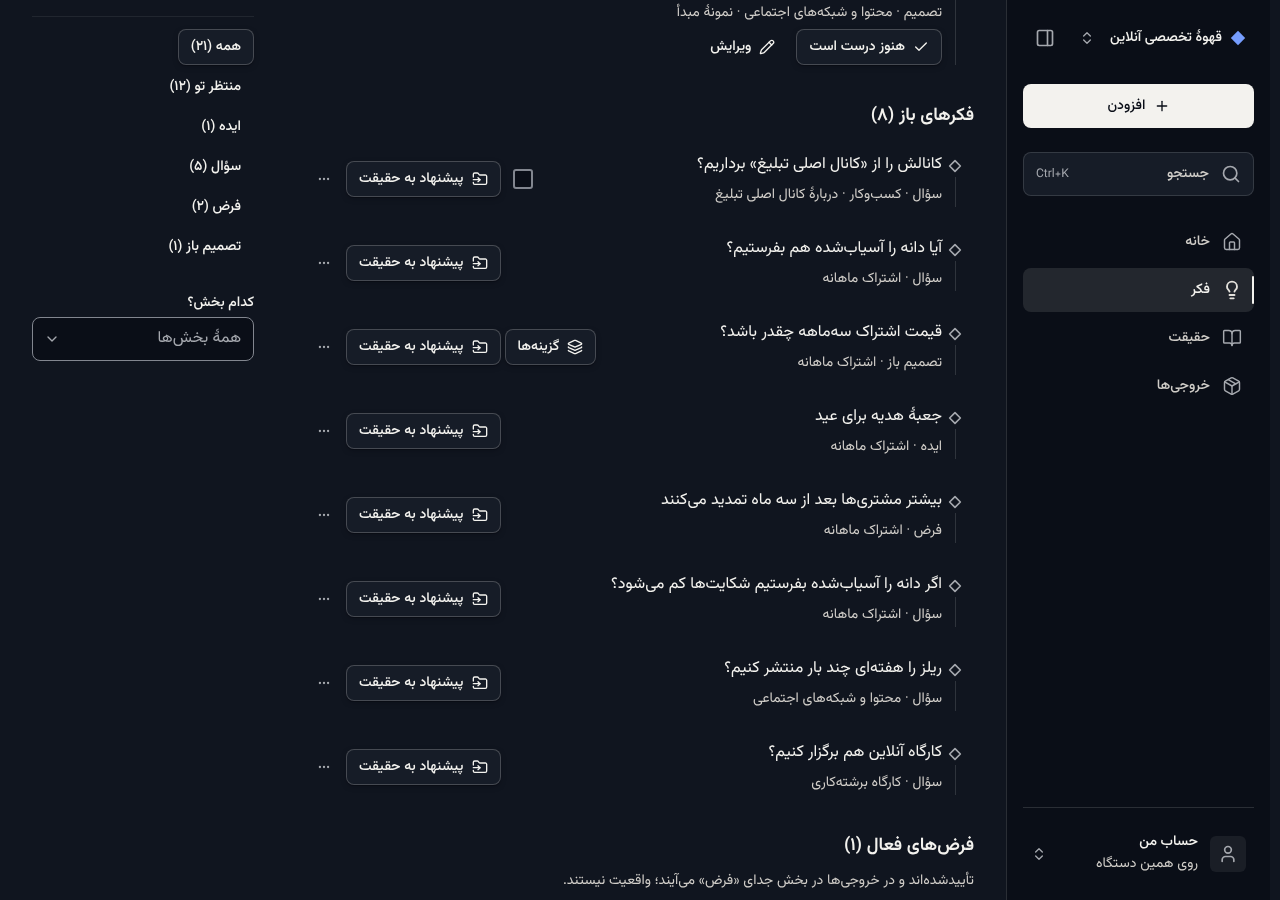 قهوهٔ تخصصی آنلاین
افزودن
جستجو
Ctrl+K
خانه
فکر
حقیقت
خروجی‌ها
حساب من
روی همین دستگاه
تصمیم · محتوا و شبکه‌های اجتماعی · نمونهٔ مبدأ
هنوز درست است
ویرایش
فکرهای باز (۸)
کانالش را از «کانال اصلی تبلیغ» برداریم؟
سؤال · کسب‌وکار · دربارهٔ کانال اصلی تبلیغ
پیشنهاد به حقیقت
آیا دانه را آسیاب‌شده هم بفرستیم؟
سؤال · اشتراک ماهانه
پیشنهاد به حقیقت
قیمت اشتراک سه‌ماهه چقدر باشد؟
تصمیم باز · اشتراک ماهانه
گزینه‌ها
پیشنهاد به حقیقت
جعبهٔ هدیه برای عید
ایده · اشتراک ماهانه
پیشنهاد به حقیقت
بیشتر مشتری‌ها بعد از سه ماه تمدید می‌کنند
فرض · اشتراک ماهانه
پیشنهاد به حقیقت
اگر دانه را آسیاب‌شده بفرستیم شکایت‌ها کم می‌شود؟
سؤال · اشتراک ماهانه
پیشنهاد به حقیقت
ریلز را هفته‌ای چند بار منتشر کنیم؟
سؤال · محتوا و شبکه‌های اجتماعی
پیشنهاد به حقیقت
کارگاه آنلاین هم برگزار کنیم؟
سؤال · کارگاه برشته‌کاری
پیشنهاد به حقیقت
فرض‌های فعال (۱)
تأییدشده‌اند و در خروجی‌ها در بخش جدای «فرض» می‌آیند؛ واقعیت نیستند.
همه (۲۱)
منتظر تو (۱۲)
ایده (۱)
سؤال (۵)
فرض (۲)
تصمیم باز (۱)
کدام بخش؟
همهٔ بخش‌ها